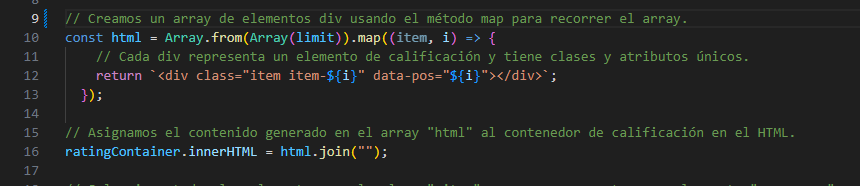 9 // Creamos un array de elementos div usando el método map para recorrer el array.
10 const html = Array.from(Array(limit)).map((item, i) => {
11 // Cada div representa un elemento de calificación y tiene clases y atributos únicos.
12 return `<div class="item item-${i}" data-pos="${i}"></div>`;
13 });
14
15 // Asignamos el contenido generado en el array "html" al contenedor de calificación en el HTML.
16 ratingContainer.innerHTML = html.join("");
17